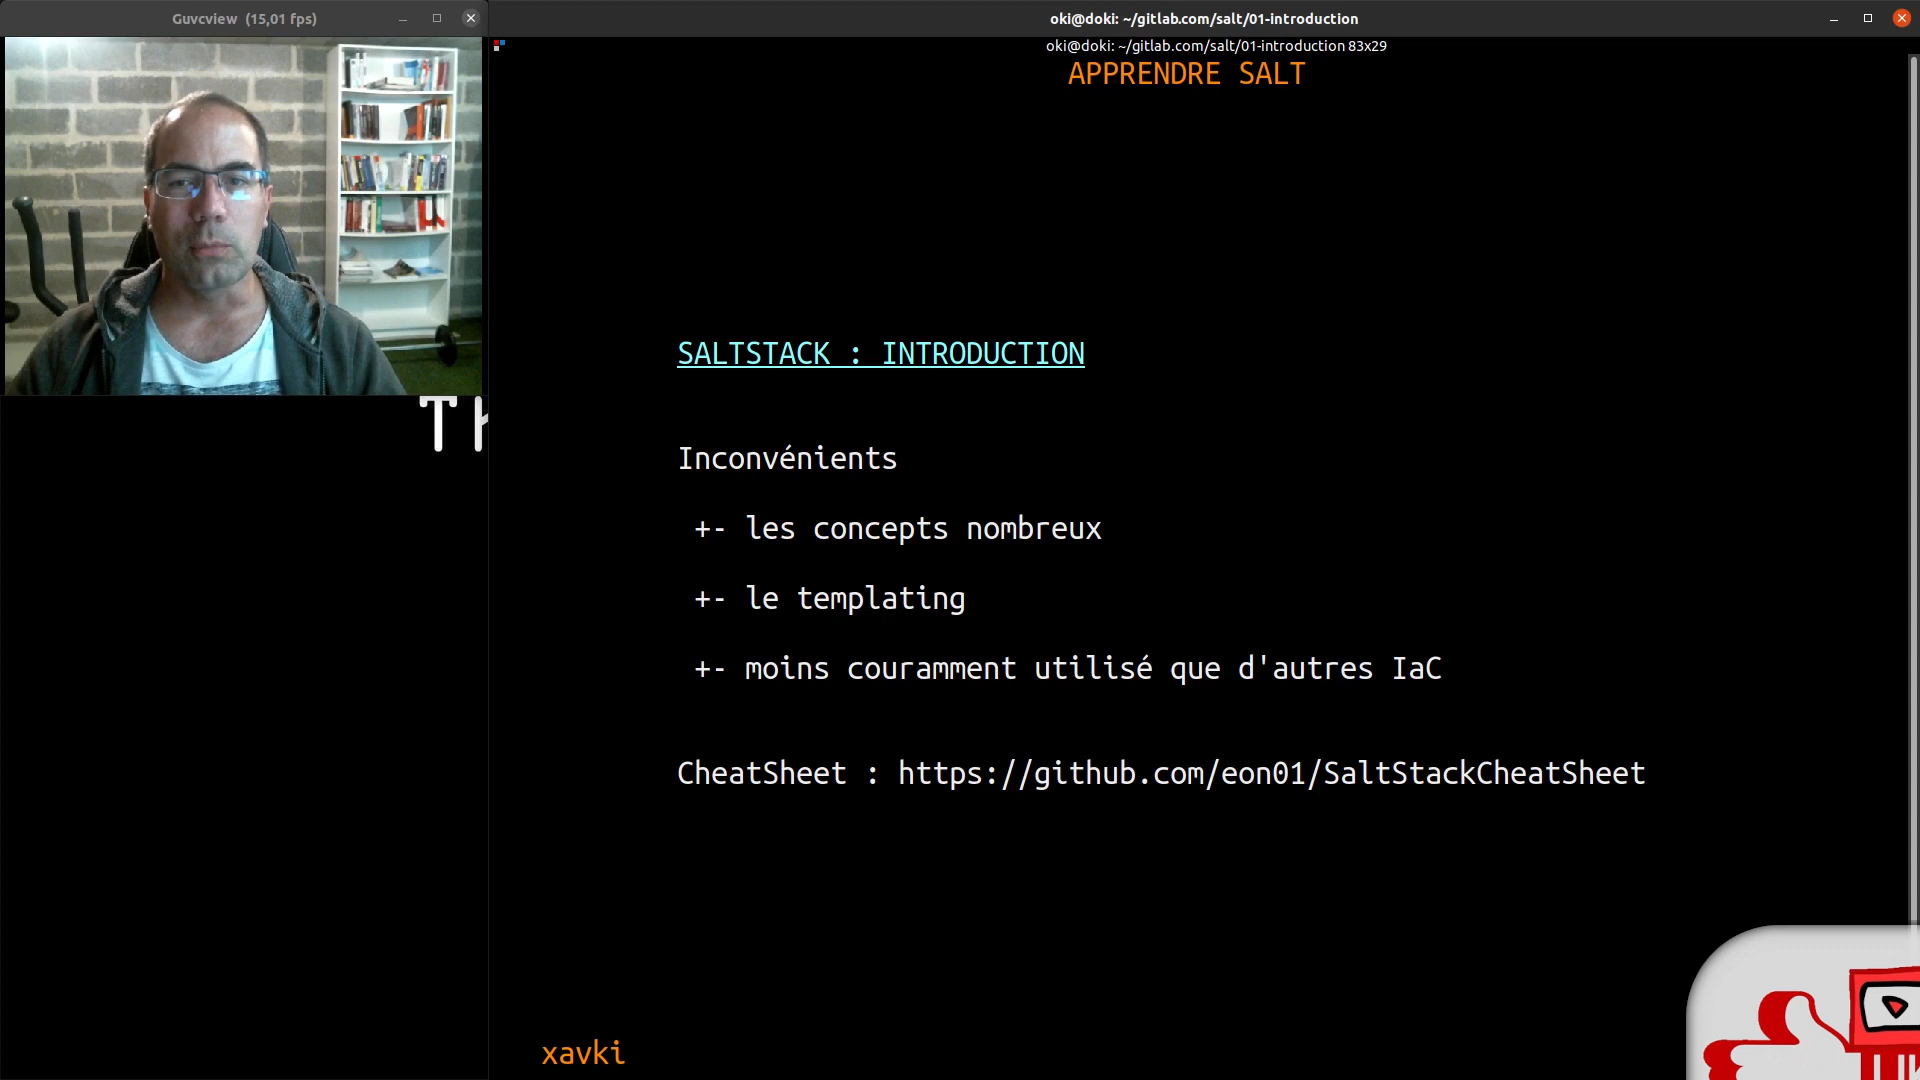 Guvcview (15,01 fps)
oki@doki: ~/gitlab.com/salt/01-introduction
oki@doki: ~/gitlab.com/salt/01-introduction 83x29
APPRENDRE SALT
SALTSTACK : INTRODUCTION
Inconvénients
+- les concepts nombreux
+- le templating
+- moins couramment utilisé que d'autres IaC
CheatSheet : https://github.com/eon01/SaltStackCheatSheet
xavki